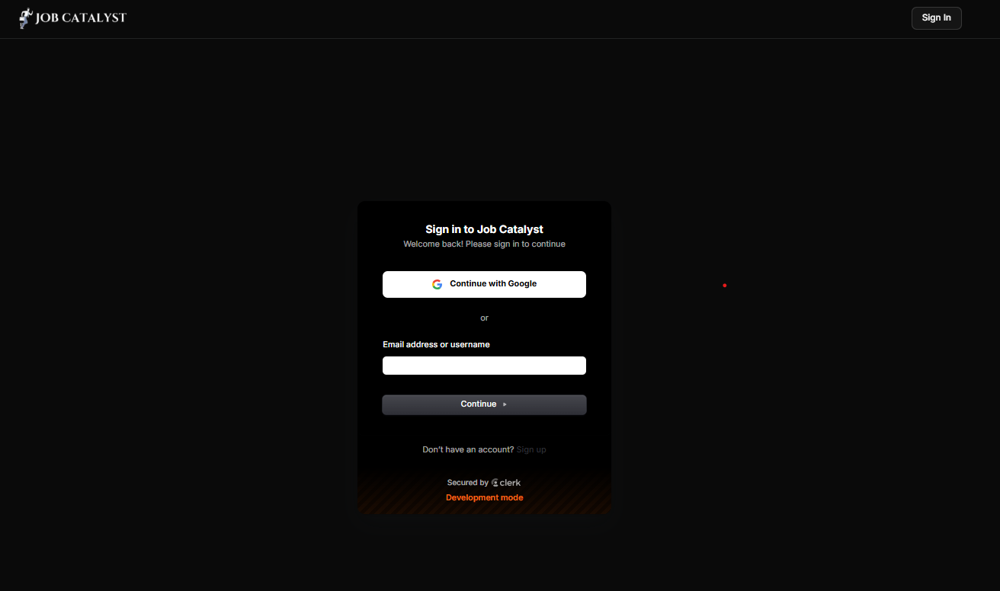 JOB CATALYST
Sign In
Sign in to Job Catalyst
Welcome back! Please sign in to continue
Continue with Google
or
Email address or username
Continue
Don't have an account? Sign up
Secured by clerk
Development mode